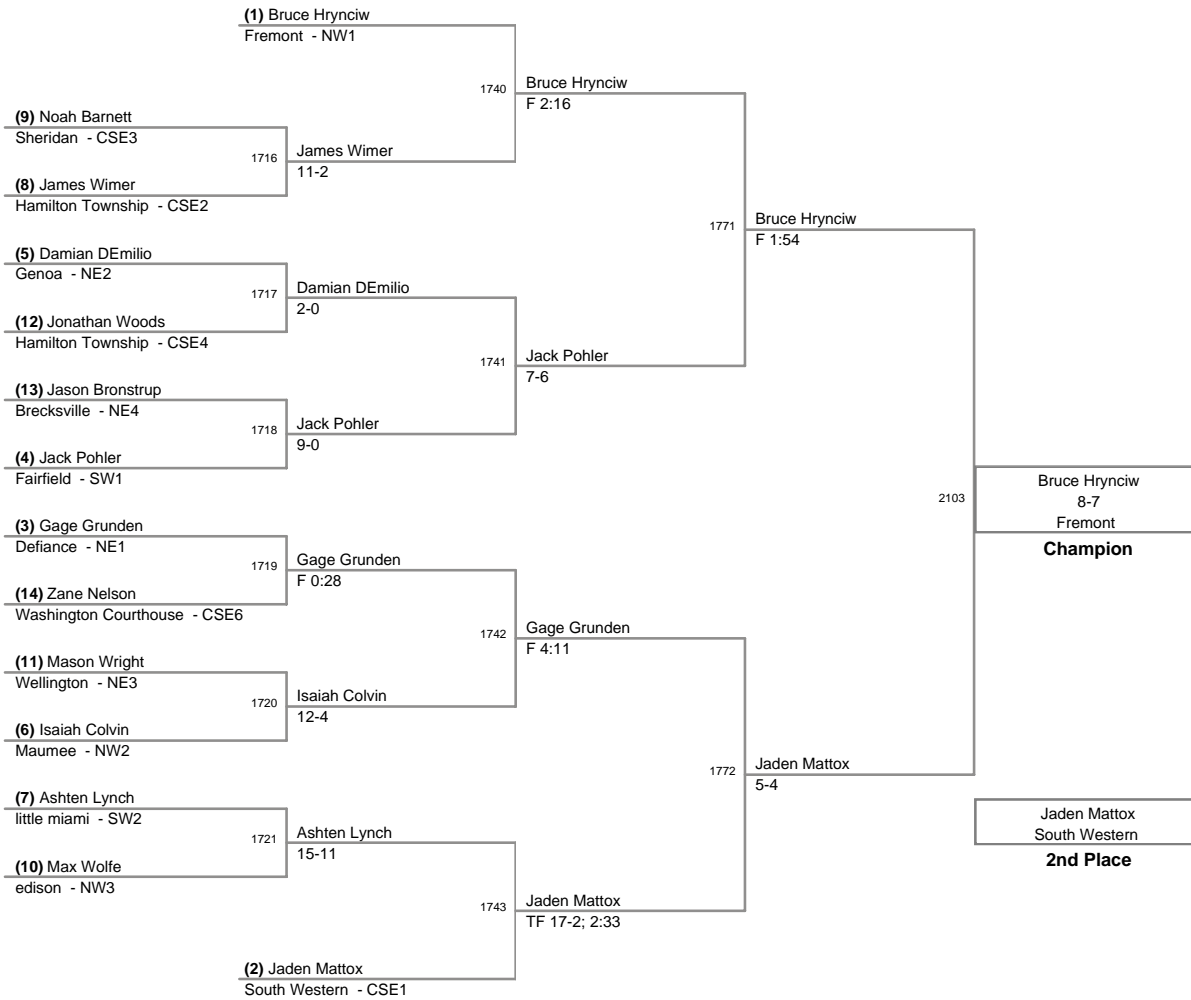 (1) Bruce Hrynciw
Fremont - NW1
1740
Bruce Hrynciw
F 2:16
(9) Noah Barnett
Sheridan - CSE3
1716
James Wimer
11-2
(8) James Wimer
Hamilton Township - CSE2
1771
Bruce Hrynciw
F 1:54
(5) Damian DEmilio
Genoa - NE2
1717
Damian DEmilio
2-0
(12) Jonathan Woods
Hamilton Township - CSE4
1741
Jack Pohler
7-6
(13) Jason Bronstrup
Brecksville - NE4
1718
Jack Pohler
9-0
(4) Jack Pohler
Fairfield - SW1
2103
Bruce Hrynciw
8-7
Fremont
Champion
(3) Gage Grunden
Defiance - NE1
1719
Gage Grunden
F 0:28
(14) Zane Nelson
Washington Courthouse - CSE6
1742
Gage Grunden
F 4:11
(11) Mason Wright
Wellington - NE3
1720
Isaiah Colvin
12-4
(6) Isaiah Colvin
Maumee - NW2
1772
Jaden Mattox
5-4
(7) Ashten Lynch
little miami - SW2
1721
Ashten Lynch
15-11
(10) Max Wolfe
edison - NW3
Jaden Mattox
South Western
2nd Place
1743
Jaden Mattox
TF 17-2; 2:33
(2) Jaden Mattox
South Western - CSE1